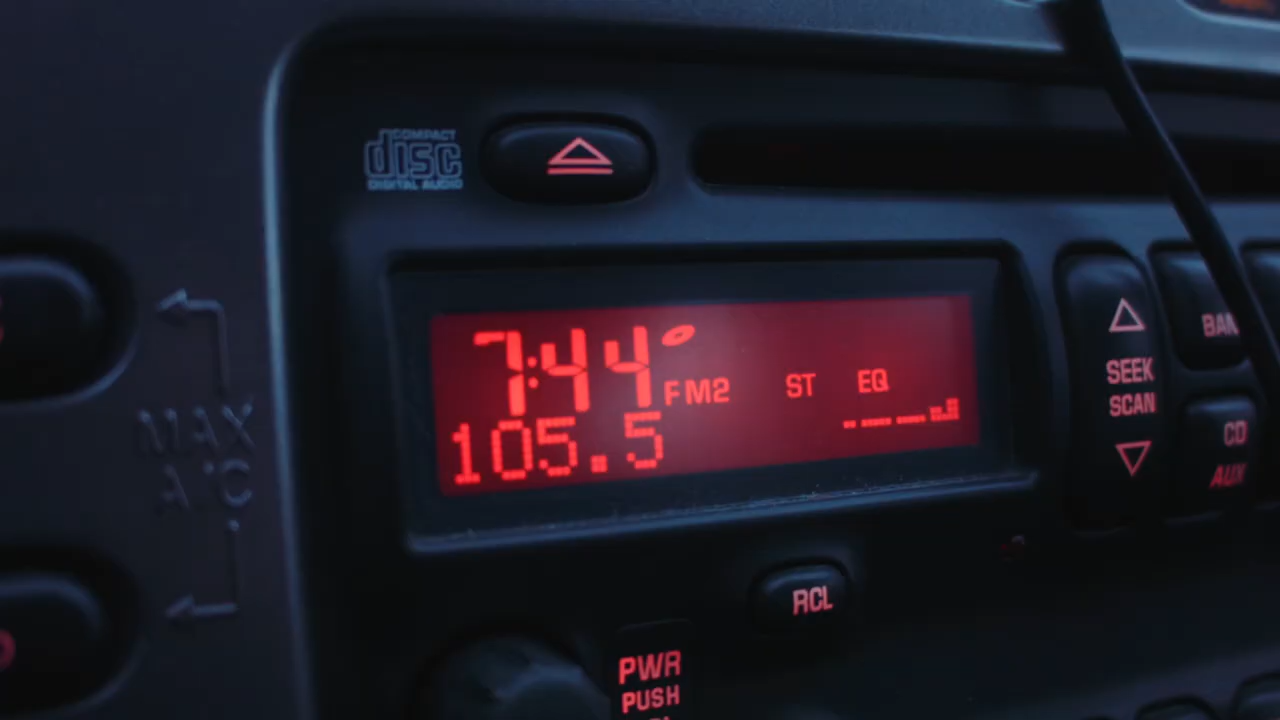 COMPACT
disc
DIGITAL AUDIO
7:44
FM2 ST EQ
105.5
SEEK
SCAN
CD
AUX
MAX
A/C
RCL
PWR
PUSH